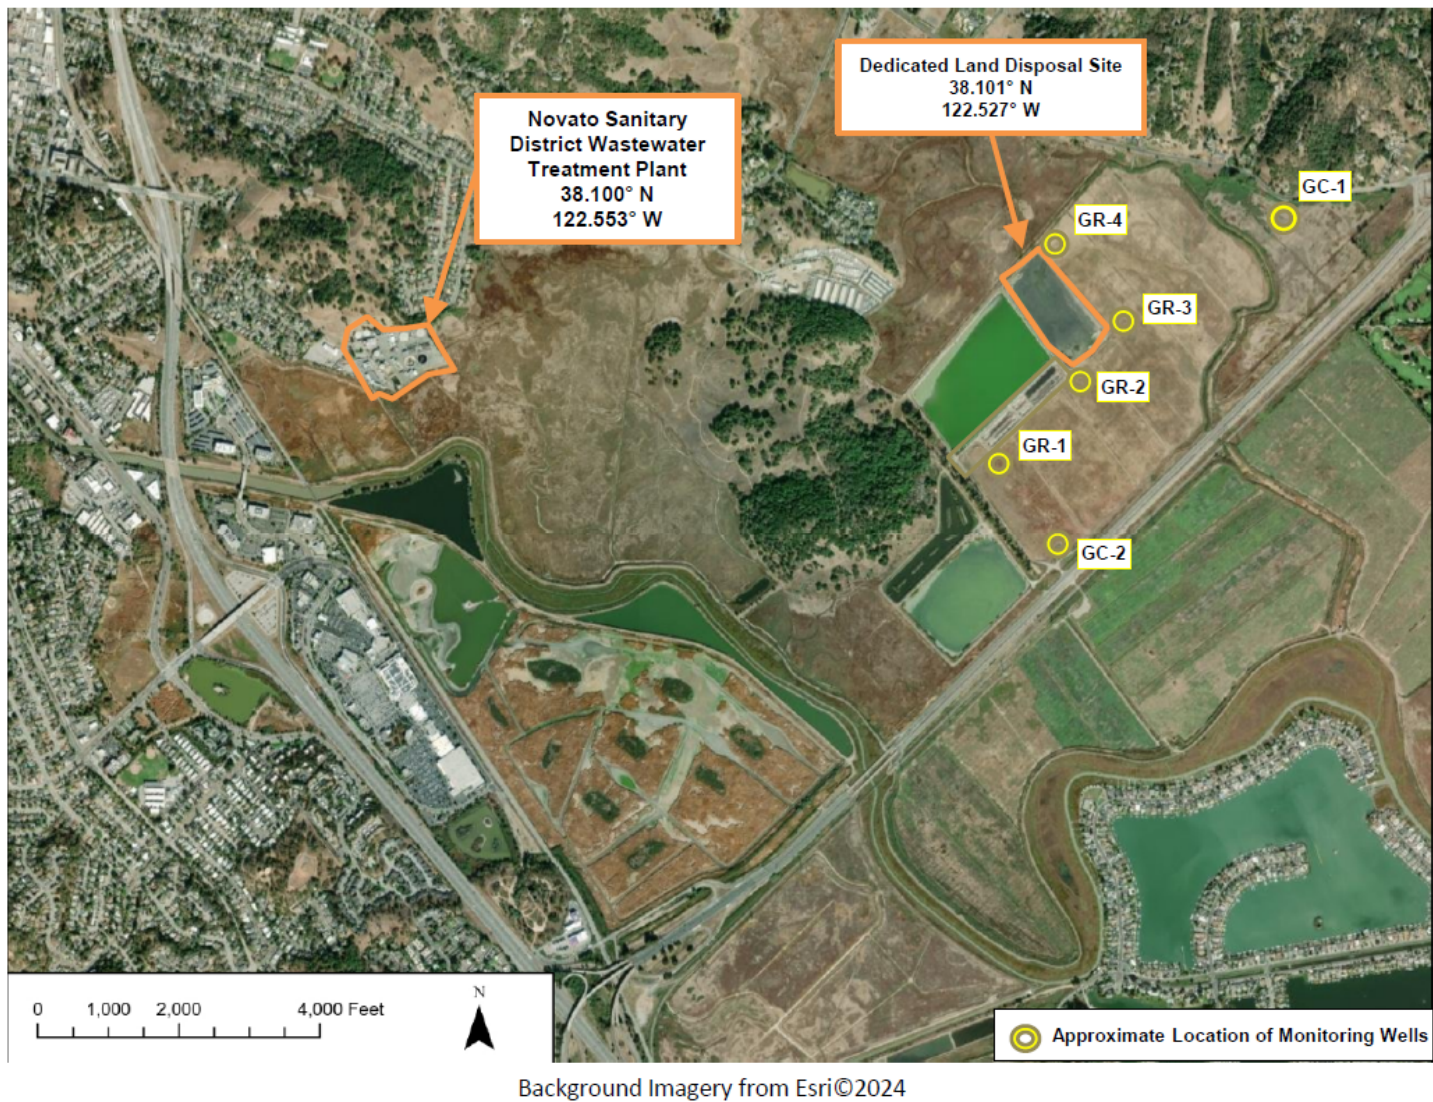 Dedicated Land Disposal Site
38.101° N
122.527° W
Novato Sanitary
District Wastewater
Treatment Plant
38.100° N
122.553° W
GC-1
GR-4
GR-3
GR-2
GR-1
GC-2
N
0 1,000 2,000 4,000 Feet
Approximate Location of Monitoring Wells
Background Imagery from Esri©2024